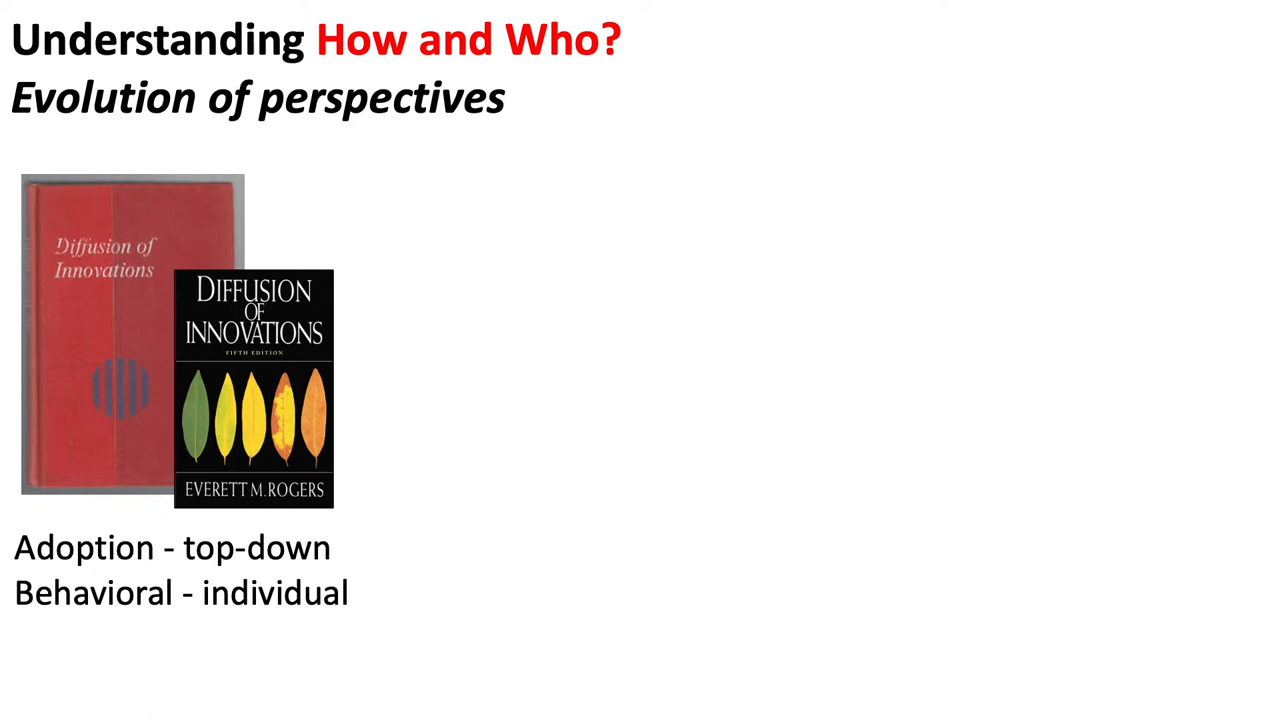 Understanding How and Who?
Evolution of perspectives
Diffusion of
Innovations
DIFFUSION
OF
INNOVATIONS
FIFTH EDITION
EVERETT M. ROGERS
Adoption - top-down
Behavioral - individual